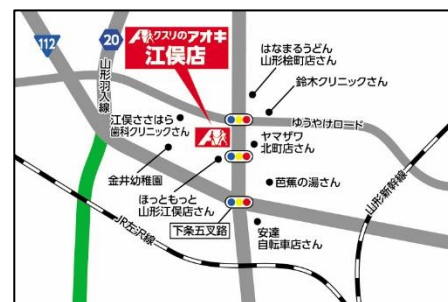 112
20
山形羽入線
クスリのアオキ
江俣店
はなまるうどん
山形桧町店さん
鈴木クリニックさん
ゆうやけロード
江俣ささはら
歯科クリニックさん
ヤマザワ
北町店さん
金井幼稚園
ほっともっと
山形江俣店さん
芭蕉の湯さん
下条五叉路
安達
自転車店さん
JR左沢線
山形新幹線